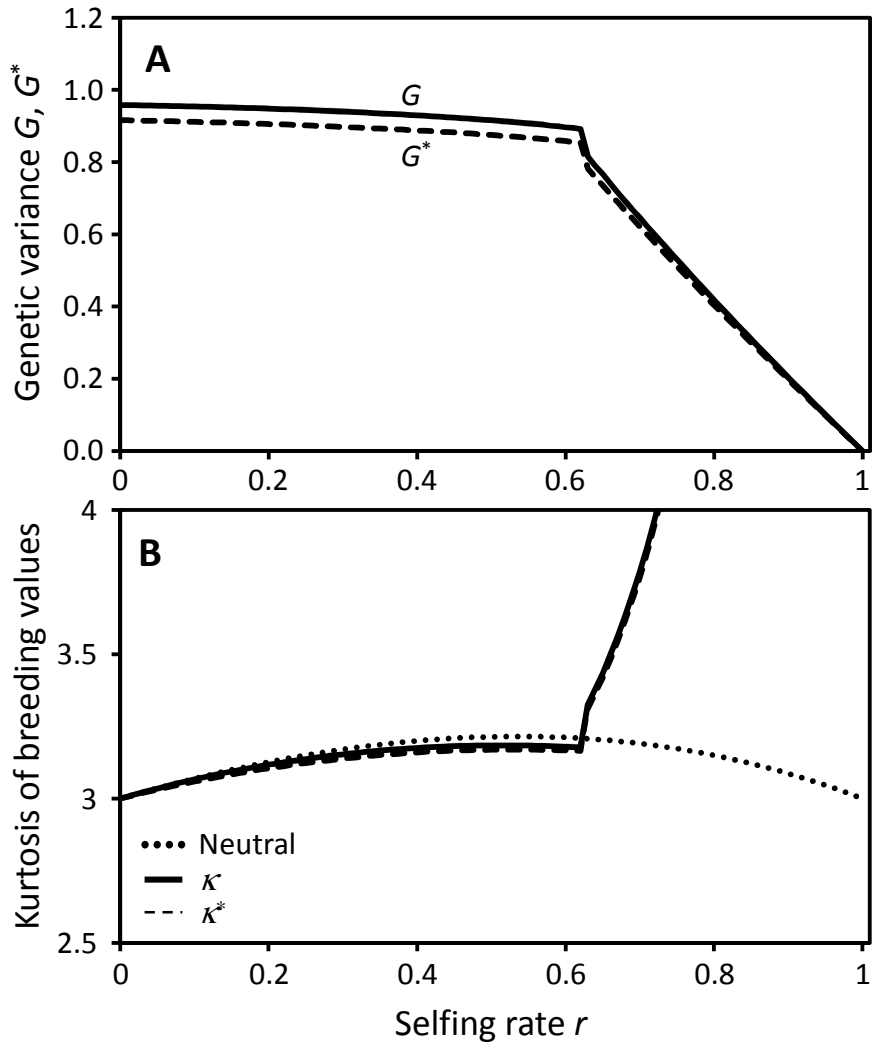 A
Genetic variance G, G*
1.2
1.0
0.8
0.6
0.4
0.2
0.0
G
G*
0 0.2 0.4 0.6 0.8 1
B
Kurtosis of breeding values
4
3.5
3
2.5
Neutral
κ
κ*
0 0.2 0.4 0.6 0.8 1
Selfing rate r